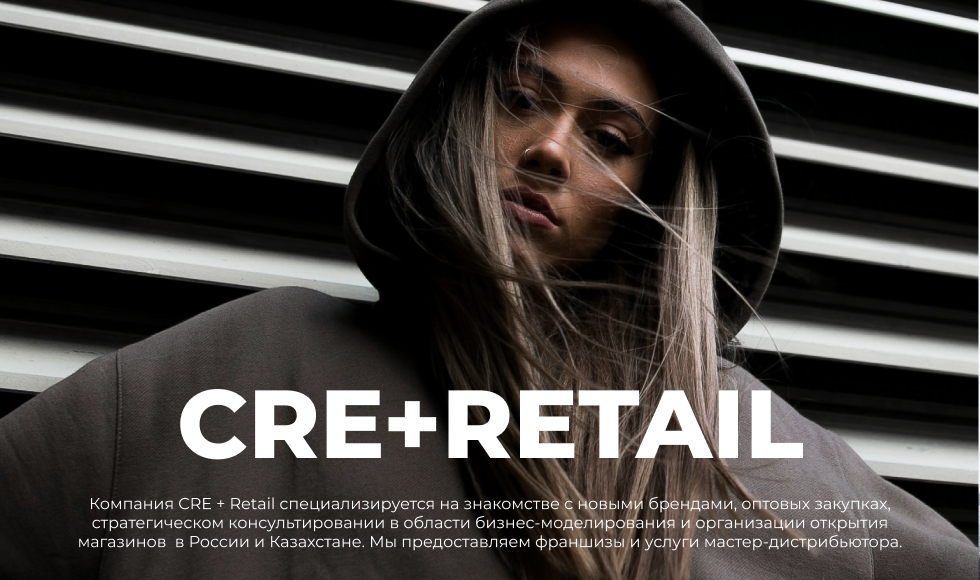 CRE+RETAIL
Компания CRE + Retail специализируется на знакомстве с новыми брендами, оптовых закупках,
стратегическом консультировании в области бизнес-моделирования и организации открытия
магазинов  в России и Казахстане. Мы предоставляем франшизы и услуги мастер-дистрибьютора.